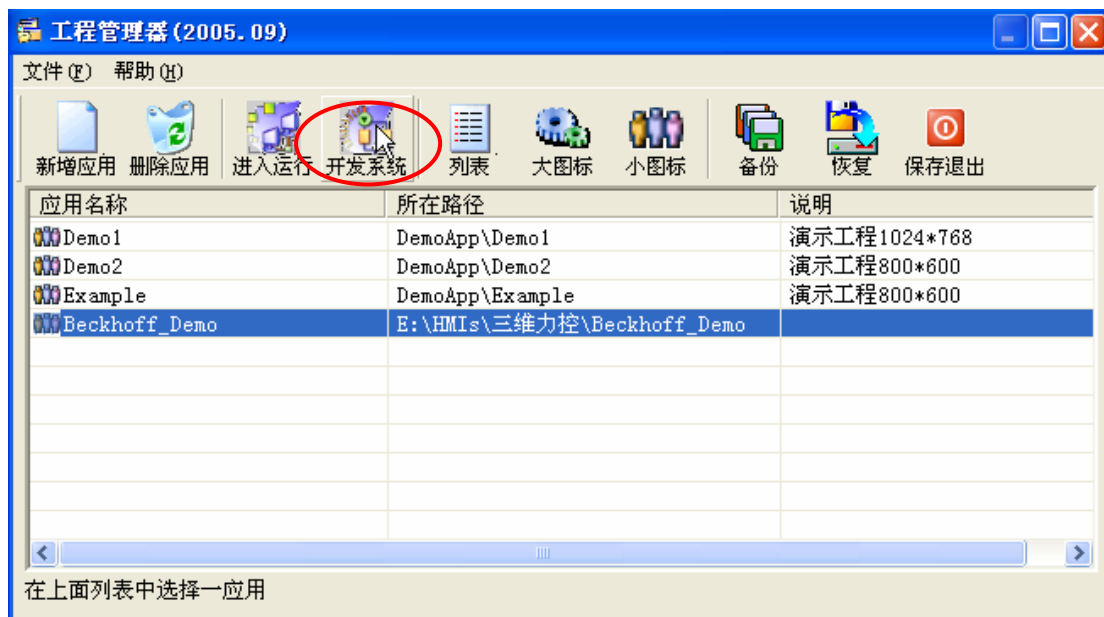 工程管理器(2005.09)
文件(F) 帮助(H)
新增应用 删除应用 进入运行 开发系统 列表 大图标 小图标 备份 恢复 保存退出
应用名称 所在路径 说明
Demo1 DemoApp\Demo1 演示工程1024*768
Demo2 DemoApp\Demo2 演示工程800*600
Example DemoApp\Example 演示工程800*600
Beckhoff_Demo E:\HMIs\三维力控\Beckhoff_Demo
在上面列表中选择一应用